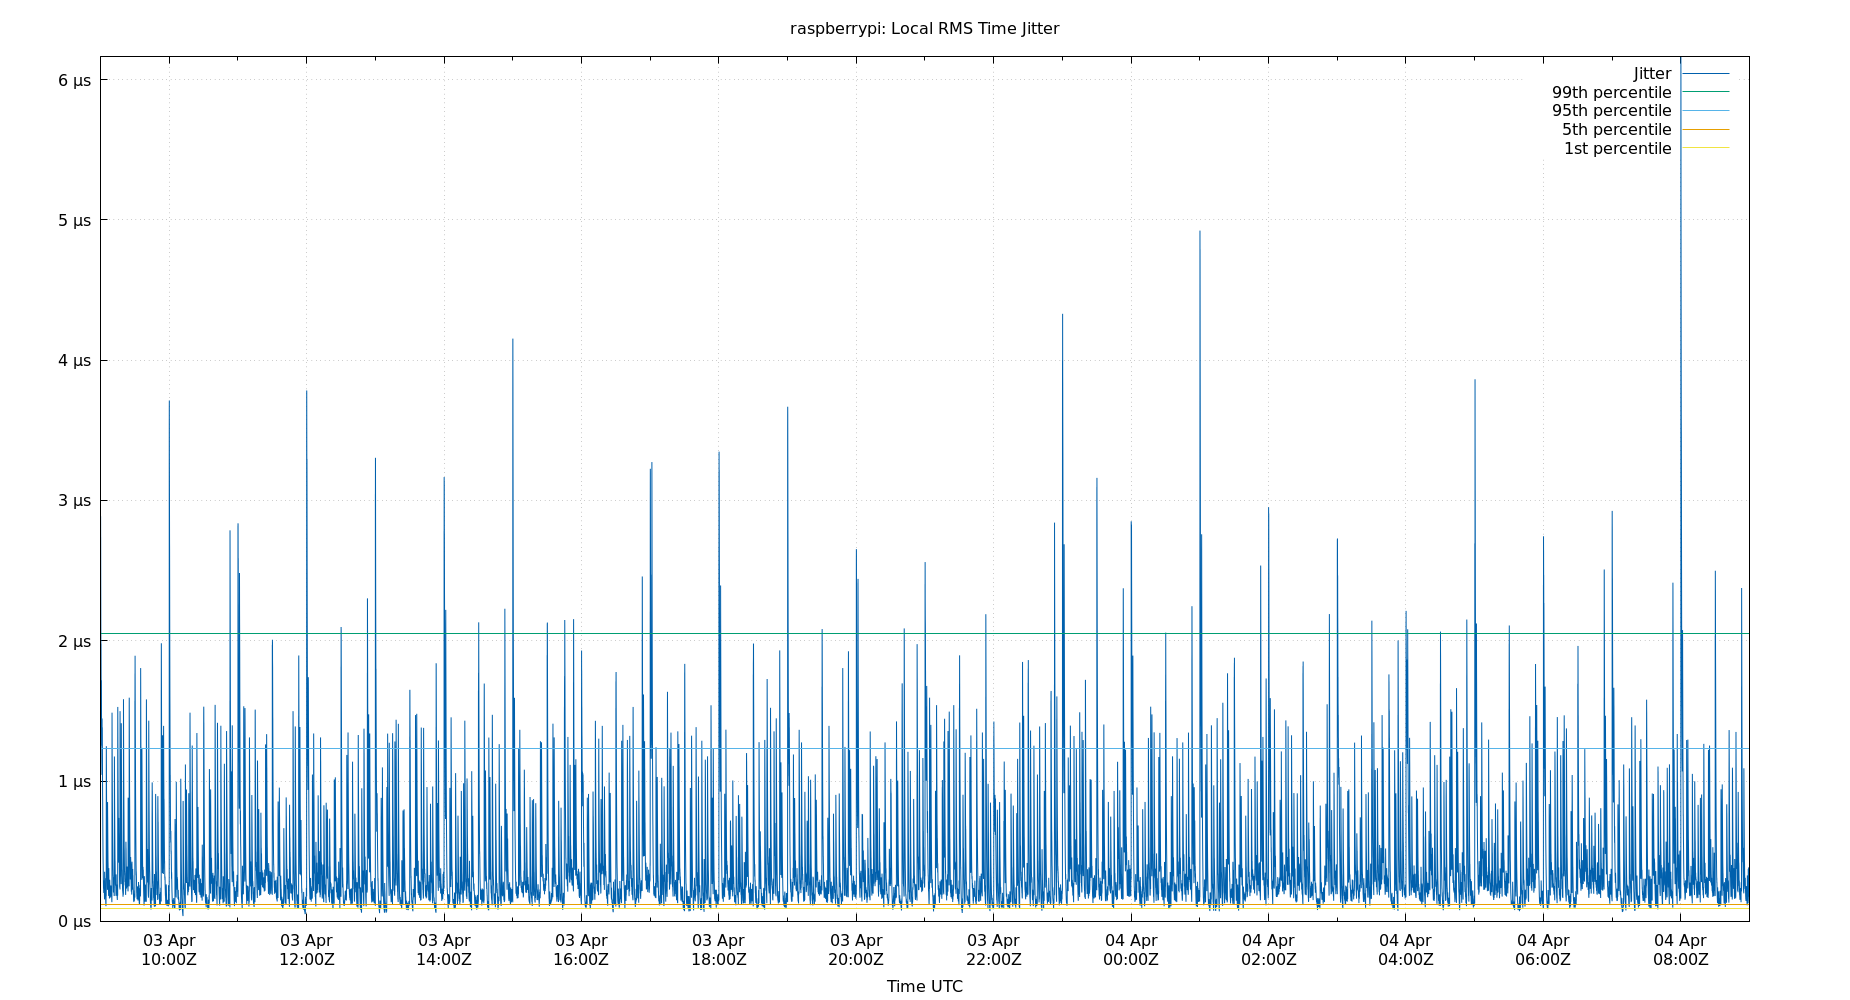 raspberrypi: Local RMS Time Jitter
6 μs
5 μs
4 μs
3 μs
2 μs
1 μs
0 μs
Jitter
99th percentile
95th percentile
5th percentile
1st percentile
03 Apr
10:00Z
03 Apr
12:00Z
03 Apr
14:00Z
03 Apr
16:00Z
03 Apr
18:00Z
03 Apr
20:00Z
03 Apr
22:00Z
04 Apr
00:00Z
04 Apr
02:00Z
04 Apr
04:00Z
04 Apr
06:00Z
04 Apr
08:00Z
Time UTC